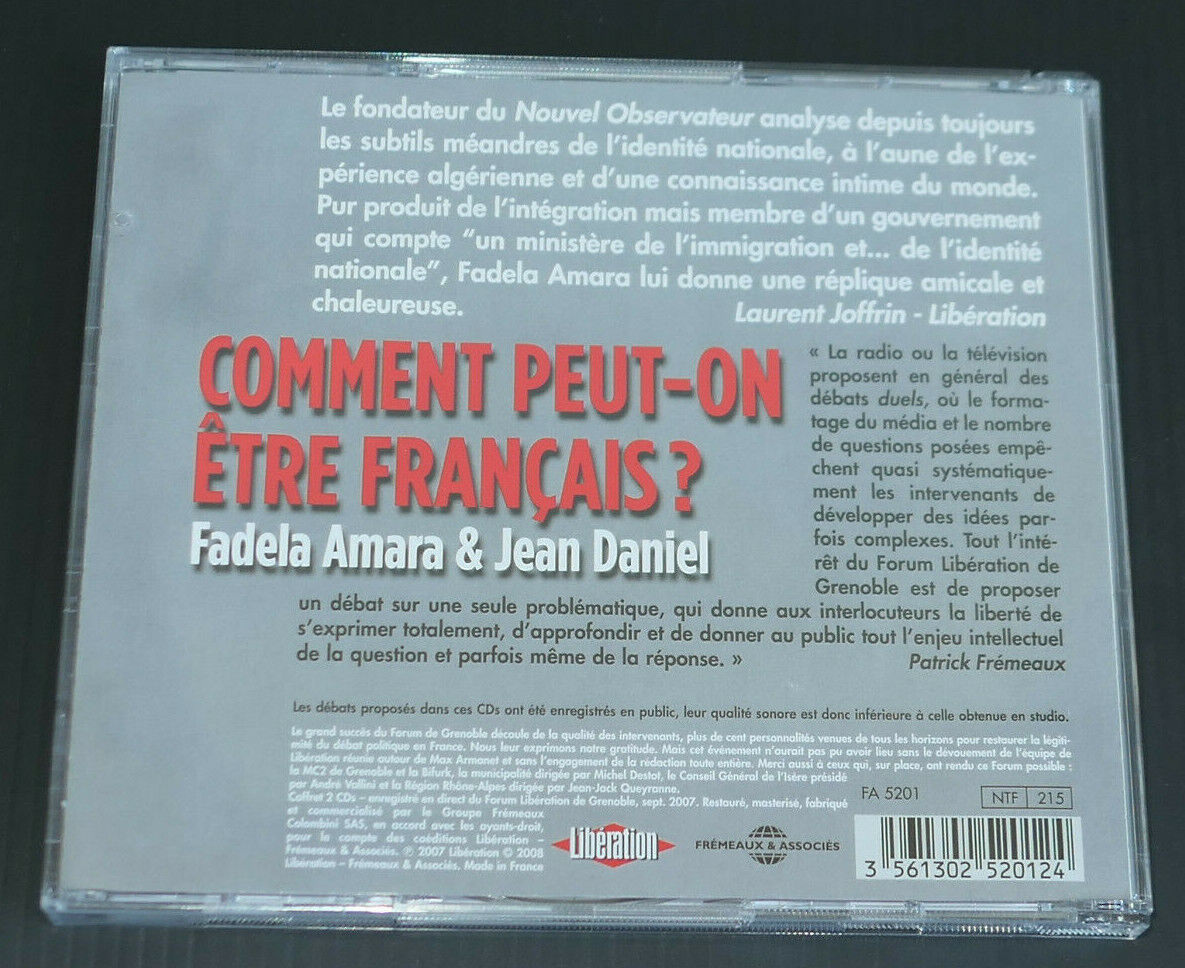 Le fondateur du Nouvel Observateur analyse depuis toujours
les subtils méandres de l'identité nationale, à l'aune de l'ex-
périence algérienne et d'une connaissance intime du monde.
Pur produit de l'intégration mais membre d'un gouvernement
qui compte "un ministère de l'immigration et... de l'identité
nationale", Fadela Amara lui donne une réplique amicale et
chaleureuse.
Laurent Joffrin - Libération
COMMENT PEUT-ON
ÊTRE FRANÇAIS ?
Fadela Amara & Jean Daniel
« La radio ou la télévision
proposent en général des
débats duels, où le forma-
tage du média et le nombre
de questions posées empê-
chent quasi systématique-
ment les intervenants de
développer des idées par-
fois complexes. Tout l'inté-
rêt du Forum Libération de
Grenoble est de proposer
un débat sur une seule problématique, qui donne aux interlocuteurs la liberté de
s'exprimer totalement, d'approfondir et de donner au public tout l'enjeu intellectuel
de la question et parfois même de la réponse. »
Patrick Frémeaux
Les débats proposés dans ces CDs ont été enregistrés en public, leur qualité sonore est donc inférieure à celle obtenue en studio.
Le grand succès du Forum de Grenoble découle de la qualité des intervenants, plus de cent personnalités venues de tous les horizons pour restaurer la légiti-
mité du débat politique en France. Nous leur exprimons notre gratitude. Mais cet événement n'aurait pas pu avoir lieu sans le dévouement de l'équipe de
Libération réunie autour de Max Armanet et sans l'engagement de la rédaction toute entière. Merci aussi à ceux qui, sur place, ont rendu ce Forum possible :
la MC2 de Grenoble et la Bifurk, la municipalité dirigée par Michel Destot, le Conseil Général de l'Isère présidé
par André Vallini et la Région Rhône-Alpes dirigée par Jean-Jack Queyranne.
Coffret 2 CDs – enregistré en direct du Forum Libération de Grenoble, sept. 2007. Restauré, masterisé, fabriqué
et commercialisé par le Groupe Frémeaux
Colombini SAS, en accord avec les ayants-droit,
pour le compte des coéditions Libération –
Frémeaux & Associés. ℗ 2007 Libération © 2008
Libération – Frémeaux & Associés. Made in France
Libération
FRÉMEAUX & ASSOCIÉS
FA 5201
NTF 215
3 561302 520124